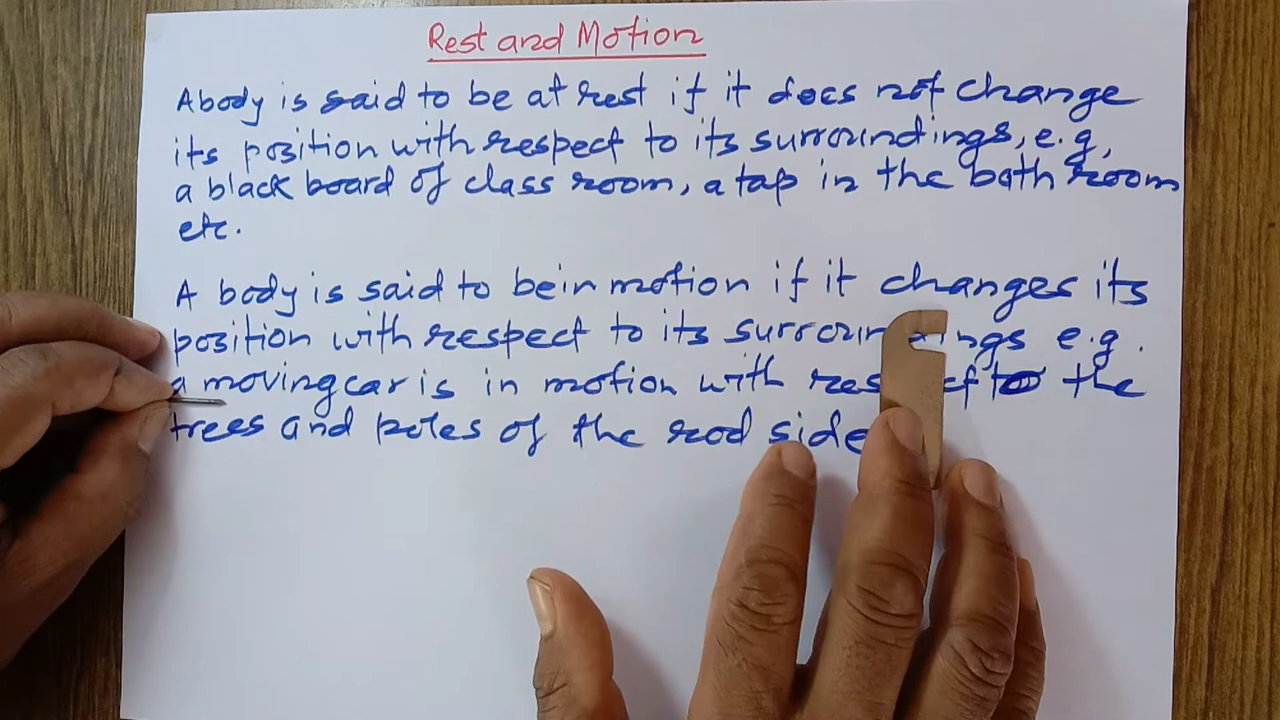 Rest and Motion
A body is said to be at rest if it does not change
its position with respect to its surroundings, e.g,
a black board of class room, a tap in the bath room
etc.
A body is said to be in motion if it changes its
position with respect to its e.g.
a moving car is in motion with to the
trees and poles of the rod side